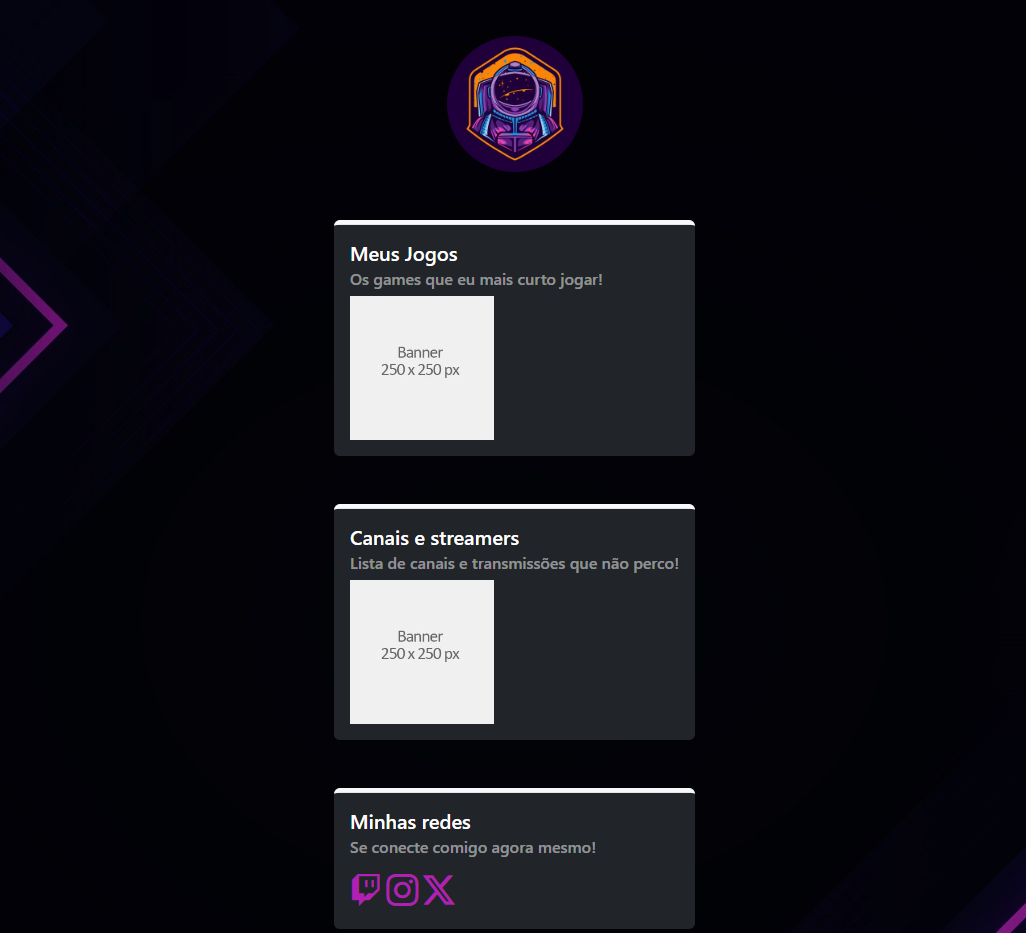 Meus Jogos
Os games que eu mais curto jogar!
Banner
250 x 250 px
Canais e streamers
Lista de canais e transmissões que não perco!
Banner
250 x 250 px
Minhas redes
Se conecte comigo agora mesmo!